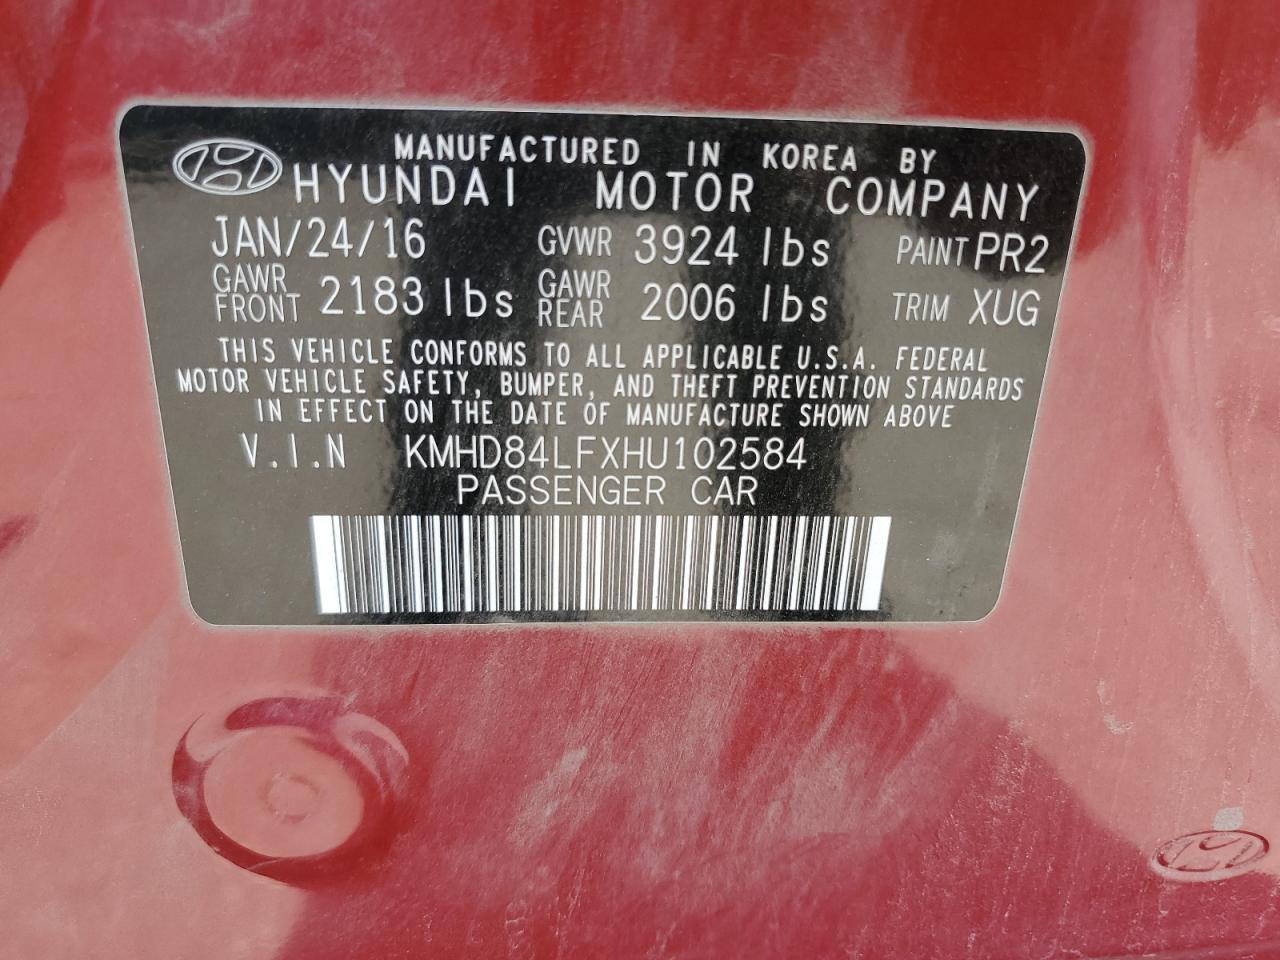 MANUFACTURED IN KOREA BY
HYUNDAI MOTOR COMPANY
JAN/24/16 GVWR 3924 lbs PAINT PR2
GAWR FRONT 2183 lbs GAWR REAR 2006 lbs TRIM XUG
THIS VEHICLE CONFORMS TO ALL APPLICABLE U.S.A. FEDERAL
MOTOR VEHICLE SAFETY, BUMPER, AND THEFT PREVENTION STANDARDS
IN EFFECT ON THE DATE OF MANUFACTURE SHOWN ABOVE
V.I.N KMHD84LFXHU102584
PASSENGER CAR